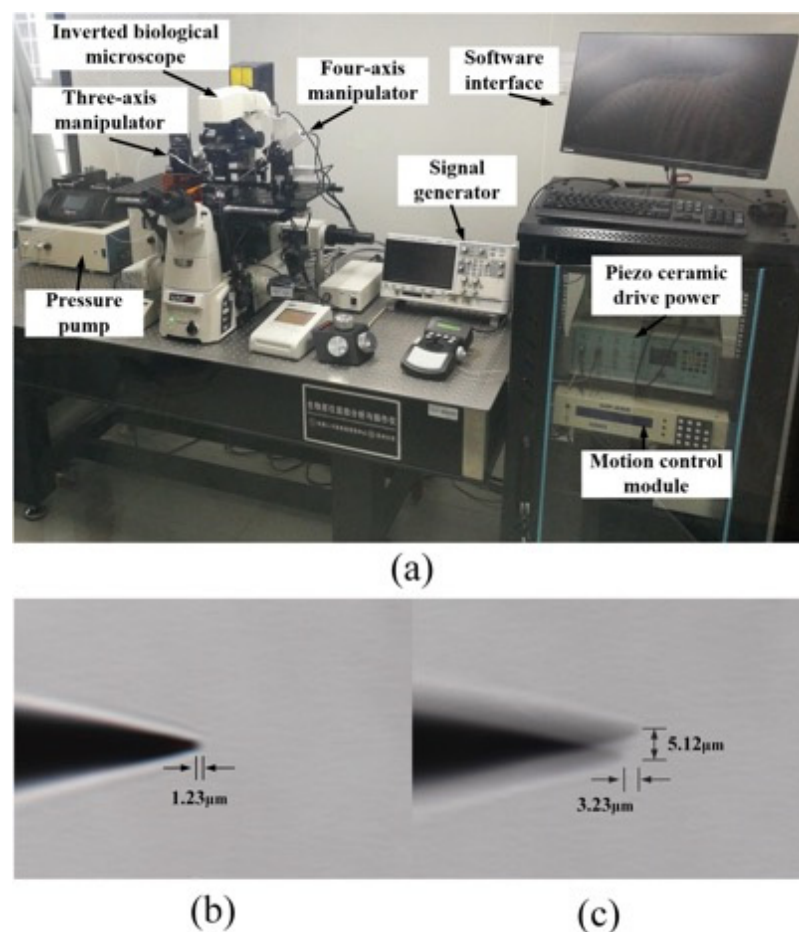 Inverted biological
microscope
Four-axis
manipulator
Software
interface
Three-axis
manipulator
Signal
generator
Piezo ceramic
drive power
Pressure
pump
Motion control
module
(a)
5.12μm
1.23μm
3.23μm
(b)
(c)